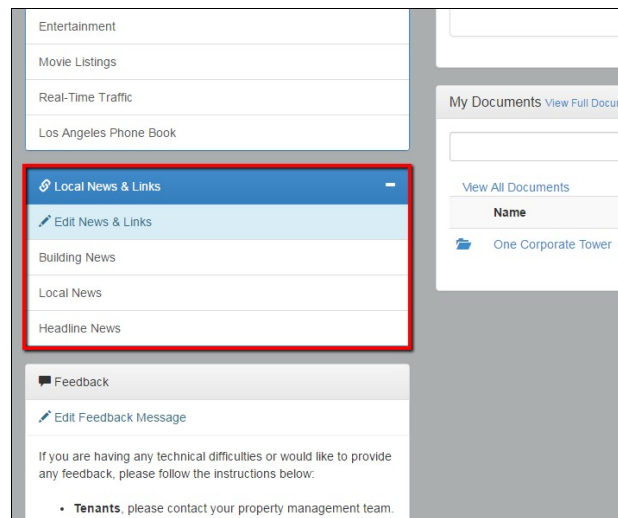 Entertainment
Movie Listings
Real-Time Traffic
Los Angeles Phone Book
Local News & Links
Edit News & Links
Building News
Local News
Headline News
Feedback
Edit Feedback Message
If you are having any technical difficulties or would like to provide
any feedback, please follow the instructions below:
• Tenants, please contact your property management team.
My Documents View Full
View All Documents
Name
One Corporate Tower